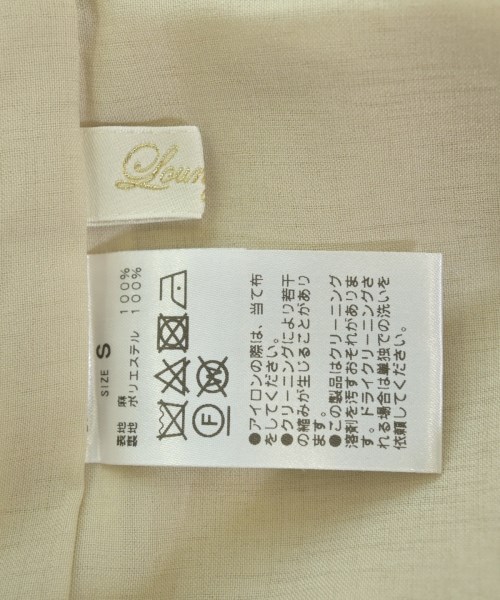 Loun
SIZE S
表地 麻 100%
裏地 ポリエステル 100%
F
W
●アイロンの際は、当て布
をしてください。
●クリーニングにより若干
の縮みが生じることがあり
ます。
●この製品はクリーニング
溶剤を汚すおそれがありま
す。ドライクリーニングさ
れる場合は単独での洗いを
依頼してください。